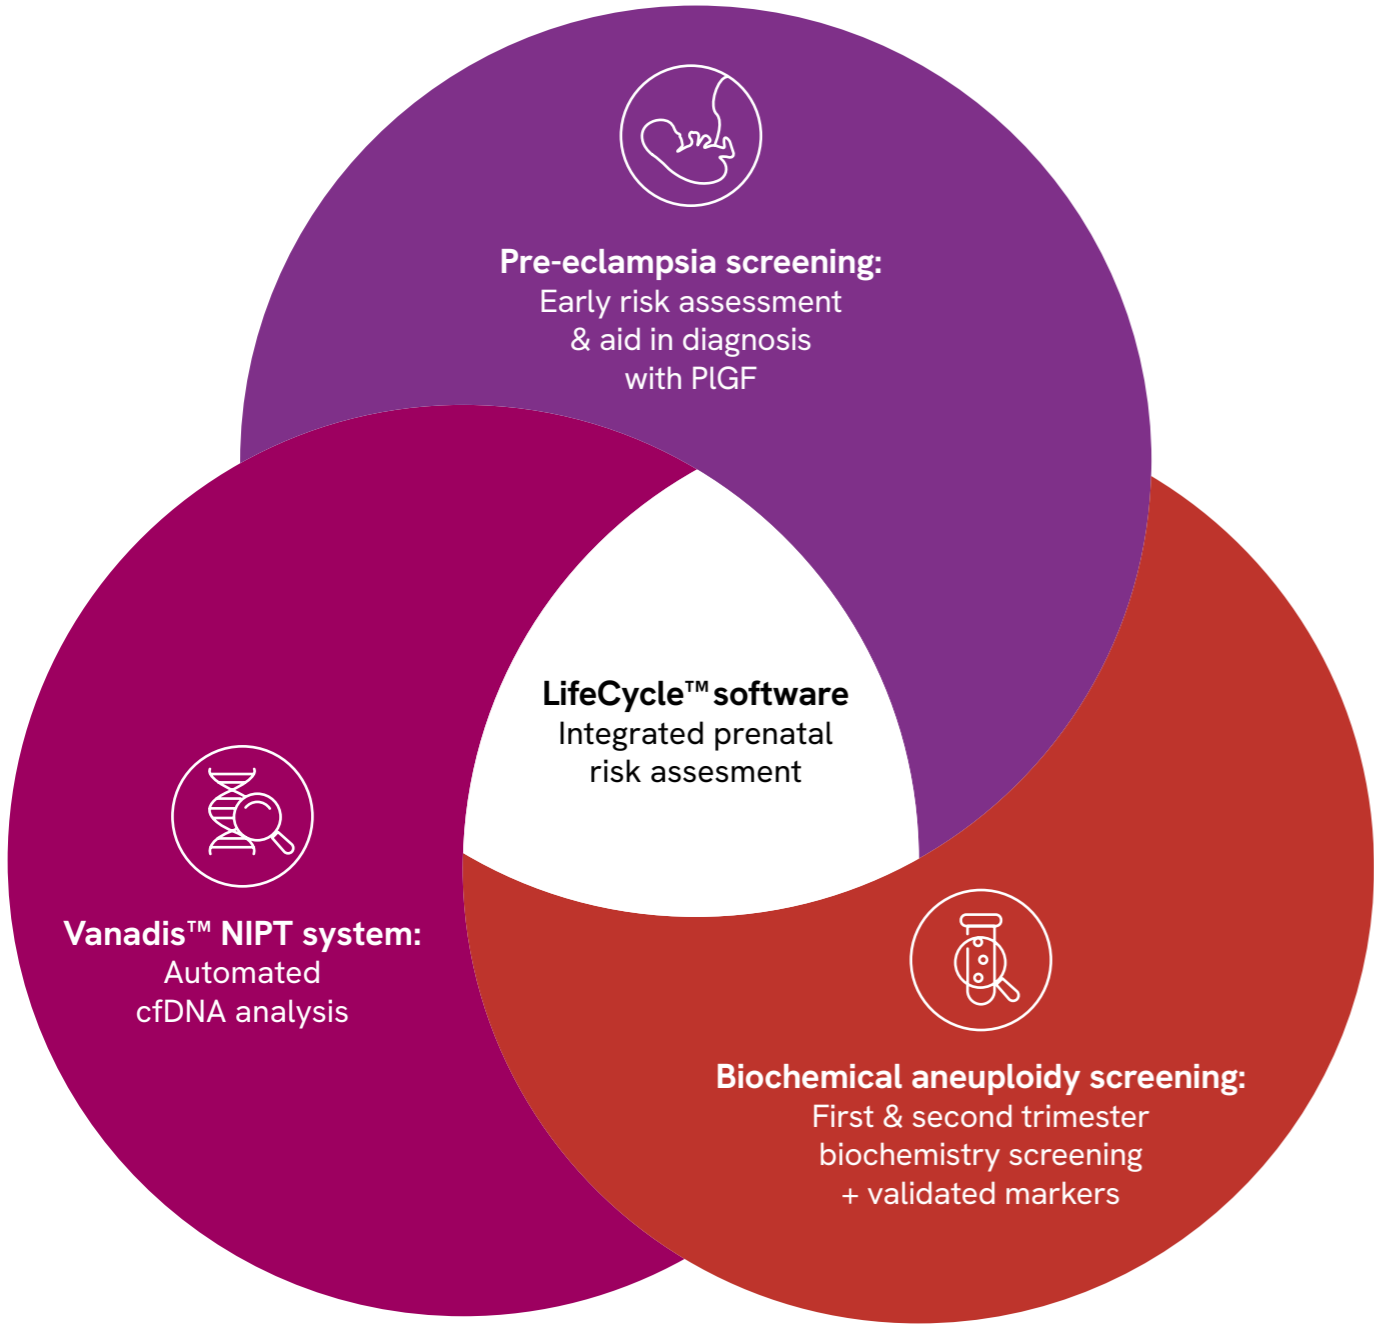 Pre-eclampsia screening:
Early risk assessment
& aid in diagnosis
with PlGF
LifeCycle™ software
Integrated prenatal
risk assesment
Vanadis™ NIPT system:
Automated
cfDNA analysis
Biochemical aneuploidy screening:
First & second trimester
biochemistry screening
+ validated markers